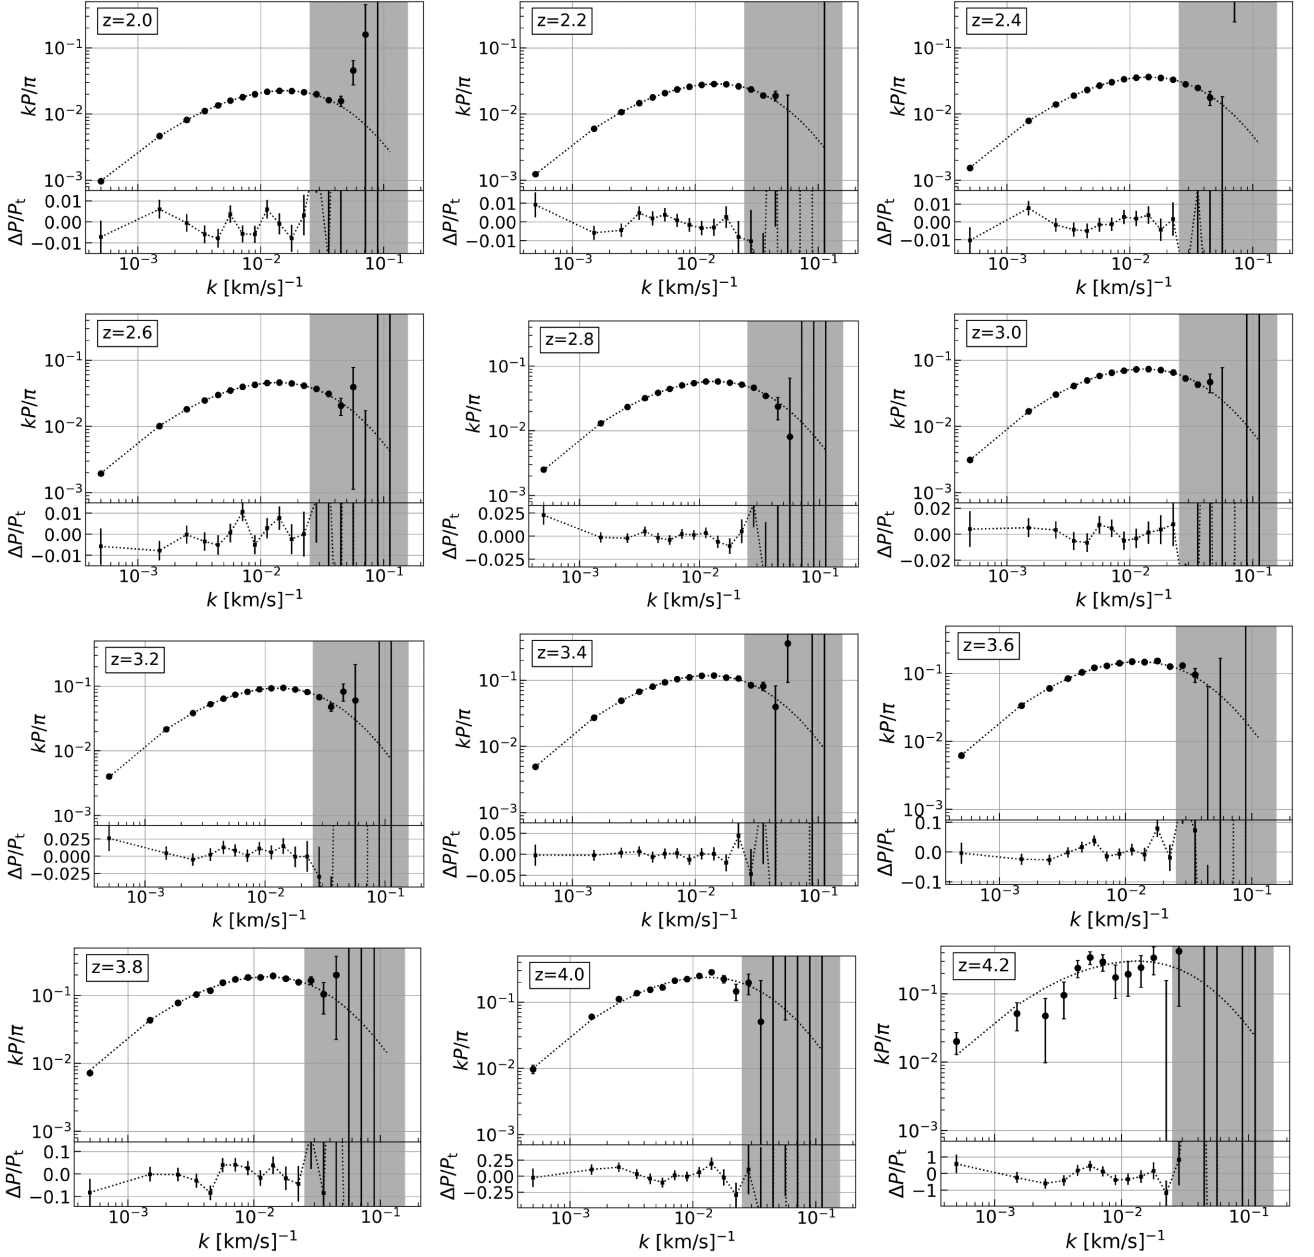 z=2.0
kP/π
10⁻¹
10⁻²
10⁻³
ΔP/Pt
0.01
0.00
−0.01
10⁻³ 10⁻² 10⁻¹
k [km/s]⁻¹
z=2.2
kP/π
10⁻¹
10⁻²
10⁻³
ΔP/Pt
0.01
0.00
−0.01
10⁻³ 10⁻² 10⁻¹
k [km/s]⁻¹
z=2.4
kP/π
10⁻¹
10⁻²
10⁻³
ΔP/Pt
0.01
0.00
−0.01
10⁻³ 10⁻² 10⁻¹
k [km/s]⁻¹
z=2.6
kP/π
10⁻¹
10⁻²
10⁻³
ΔP/Pt
0.01
0.00
−0.01
10⁻³ 10⁻² 10⁻¹
k [km/s]⁻¹
z=2.8
kP/π
10⁻¹
10⁻²
10⁻³
ΔP/Pt
0.025
0.000
−0.025
10⁻³ 10⁻² 10⁻¹
k [km/s]⁻¹
z=3.0
kP/π
10⁻¹
10⁻²
10⁻³
ΔP/Pt
0.02
0.00
−0.02
10⁻³ 10⁻² 10⁻¹
k [km/s]⁻¹
z=3.2
kP/π
10⁻¹
10⁻²
10⁻³
ΔP/Pt
0.025
0.000
−0.025
10⁻³ 10⁻² 10⁻¹
k [km/s]⁻¹
z=3.4
kP/π
10⁻¹
10⁻²
10⁻³
ΔP/Pt
0.05
0.00
−0.05
10⁻³ 10⁻² 10⁻¹
k [km/s]⁻¹
z=3.6
kP/π
10⁻¹
10⁻²
10⁻³
ΔP/Pt
0.1
0.0
−0.1
10⁻³ 10⁻² 10⁻¹
k [km/s]⁻¹
z=3.8
kP/π
10⁻¹
10⁻²
10⁻³
ΔP/Pt
0.1
0.0
−0.1
10⁻³ 10⁻² 10⁻¹
k [km/s]⁻¹
z=4.0
kP/π
10⁻¹
10⁻²
10⁻³
ΔP/Pt
0.25
0.00
−0.25
10⁻³ 10⁻² 10⁻¹
k [km/s]⁻¹
z=4.2
kP/π
10⁻¹
10⁻²
10⁻³
ΔP/Pt
1
0
−1
10⁻³ 10⁻² 10⁻¹
k [km/s]⁻¹